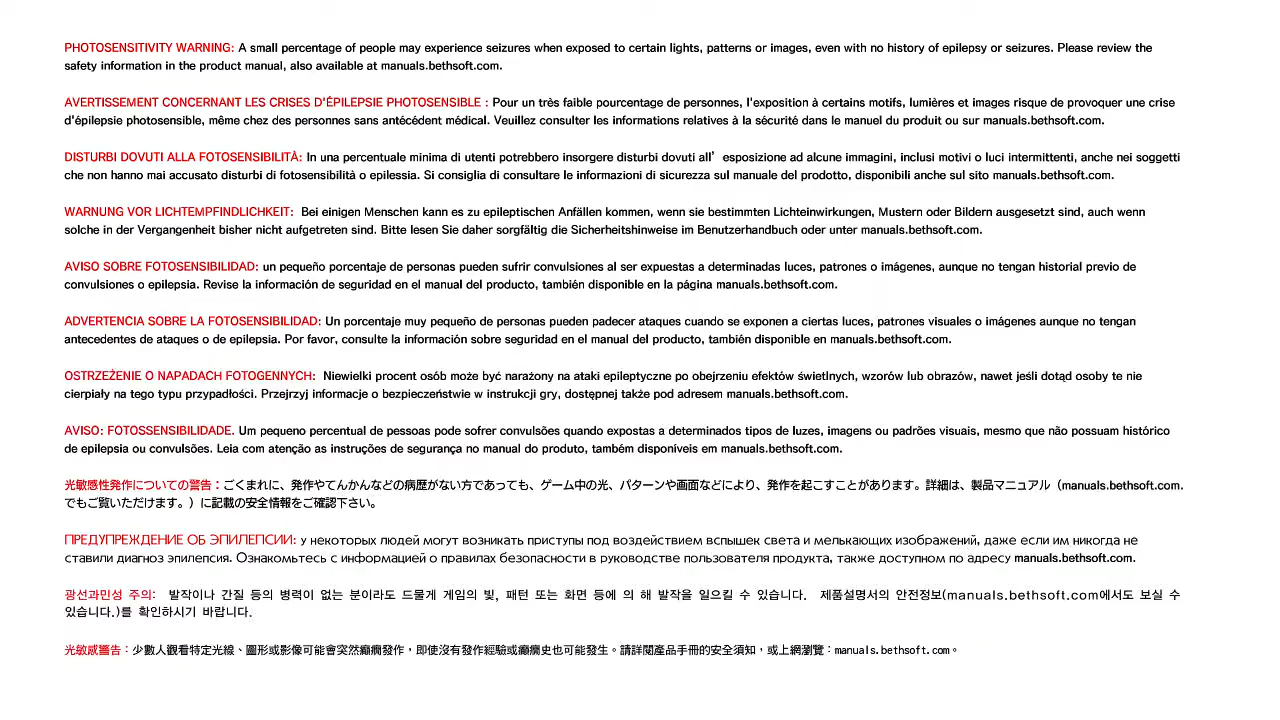 PHOTOSENSITIVITY WARNING: A small percentage of people may experience seizures when exposed to certain lights, patterns or images, even with no history of epilepsy or seizures. Please review the
safety information in the product manual, also available at manuals.bethsoft.com.
AVERTISSEMENT CONCERNANT LES CRISES D'ÉPILEPSIE PHOTOSENSIBLE : Pour un très faible pourcentage de personnes, l'exposition à certains motifs, lumières et images risque de provoquer une crise
d'épilepsie photosensible, même chez des personnes sans antécédent médical. Veuillez consulter les informations relatives à la sécurité dans le manuel du produit ou sur manuals.bethsoft.com.
DISTURBI DOVUTI ALLA FOTOSENSIBILITÀ: In una percentuale minima di utenti potrebbero insorgere disturbi dovuti all’ esposizione ad alcune immagini, inclusi motivi o luci intermittenti, anche nei soggetti
che non hanno mai accusato disturbi di fotosensibilità o epilessia. Si consiglia di consultare le informazioni di sicurezza sul manuale del prodotto, disponibili anche sul sito manuals.bethsoft.com.
WARNUNG VOR LICHTEMPFINDLICHKEIT: Bei einigen Menschen kann es zu epileptischen Anfällen kommen, wenn sie bestimmten Lichteinwirkungen, Mustern oder Bildern ausgesetzt sind, auch wenn
solche in der Vergangenheit bisher nicht aufgetreten sind. Bitte lesen Sie daher sorgfältig die Sicherheitshinweise im Benutzerhandbuch oder unter manuals.bethsoft.com.
AVISO SOBRE FOTOSENSIBILIDAD: un pequeño porcentaje de personas pueden sufrir convulsiones al ser expuestas a determinadas luces, patrones o imágenes, aunque no tengan historial previo de
convulsiones o epilepsia. Revise la información de seguridad en el manual del producto, también disponible en la página manuals.bethsoft.com.
ADVERTENCIA SOBRE LA FOTOSENSIBILIDAD: Un porcentaje muy pequeño de personas pueden padecer ataques cuando se exponen a ciertas luces, patrones visuales o imágenes aunque no tengan
antecedentes de ataques o de epilepsia. Por favor, consulte la información sobre seguridad en el manual del producto, también disponible en manuals.bethsoft.com.
OSTRZEŻENIE O NAPADACH FOTOGENNYCH: Niewielki procent osób może być narażony na ataki epileptyczne po obejrzeniu efektów świetlnych, wzorów lub obrazów, nawet jeśli dotąd osoby te nie
cierpiały na tego typu przypadłości. Przejrzyj informacje o bezpieczeństwie w instrukcji gry, dostępnej także pod adresem manuals.bethsoft.com.
AVISO: FOTOSSENSIBILIDADE. Um pequeno percentual de pessoas pode sofrer convulsões quando expostas a determinados tipos de luzes, imagens ou padrões visuais, mesmo que não possuam histórico
de epilepsia ou convulsões. Leia com atenção as instruções de segurança no manual do produto, também disponíveis em manuals.bethsoft.com.
光敏感性発作についての警告：ごくまれに、発作やてんかんなどの病歴がない方であっても、ゲーム中の光、パターンや画面などにより、発作を起こすことがあります。詳細は、製品マニュアル（manuals.bethsoft.com.
でもご覧いただけます。）に記載の安全情報をご確認下さい。
ПРЕДУПРЕЖДЕНИЕ ОБ ЭПИЛЕПСИИ: у некоторых людей могут возникать приступы под воздействием вспышек света и мелькающих изображений, даже если им никогда не
ставили диагноз эпилепсия. Ознакомьтесь с информацией о правилах безопасности в руководстве пользователя продукта, также доступном по адресу manuals.bethsoft.com.
광선과민성 주의: 발작이나 간질 등의 병력이 없는 분이라도 드물게 게임의 빛, 패턴 또는 화면 등에 의 해 발작을 일으킬 수 있습니다. 제품설명서의 안전정보(manuals.bethsoft.com에서도 보실 수
있습니다.)를 확인하시기 바랍니다.
光敏感警告：少數人觀看特定光線、圖形或影像可能會突然癲癇發作，即使沒有發作經驗或癲癇史也可能發生。請詳閱產品手冊的安全須知，或上網瀏覽：manuals.bethsoft.com。